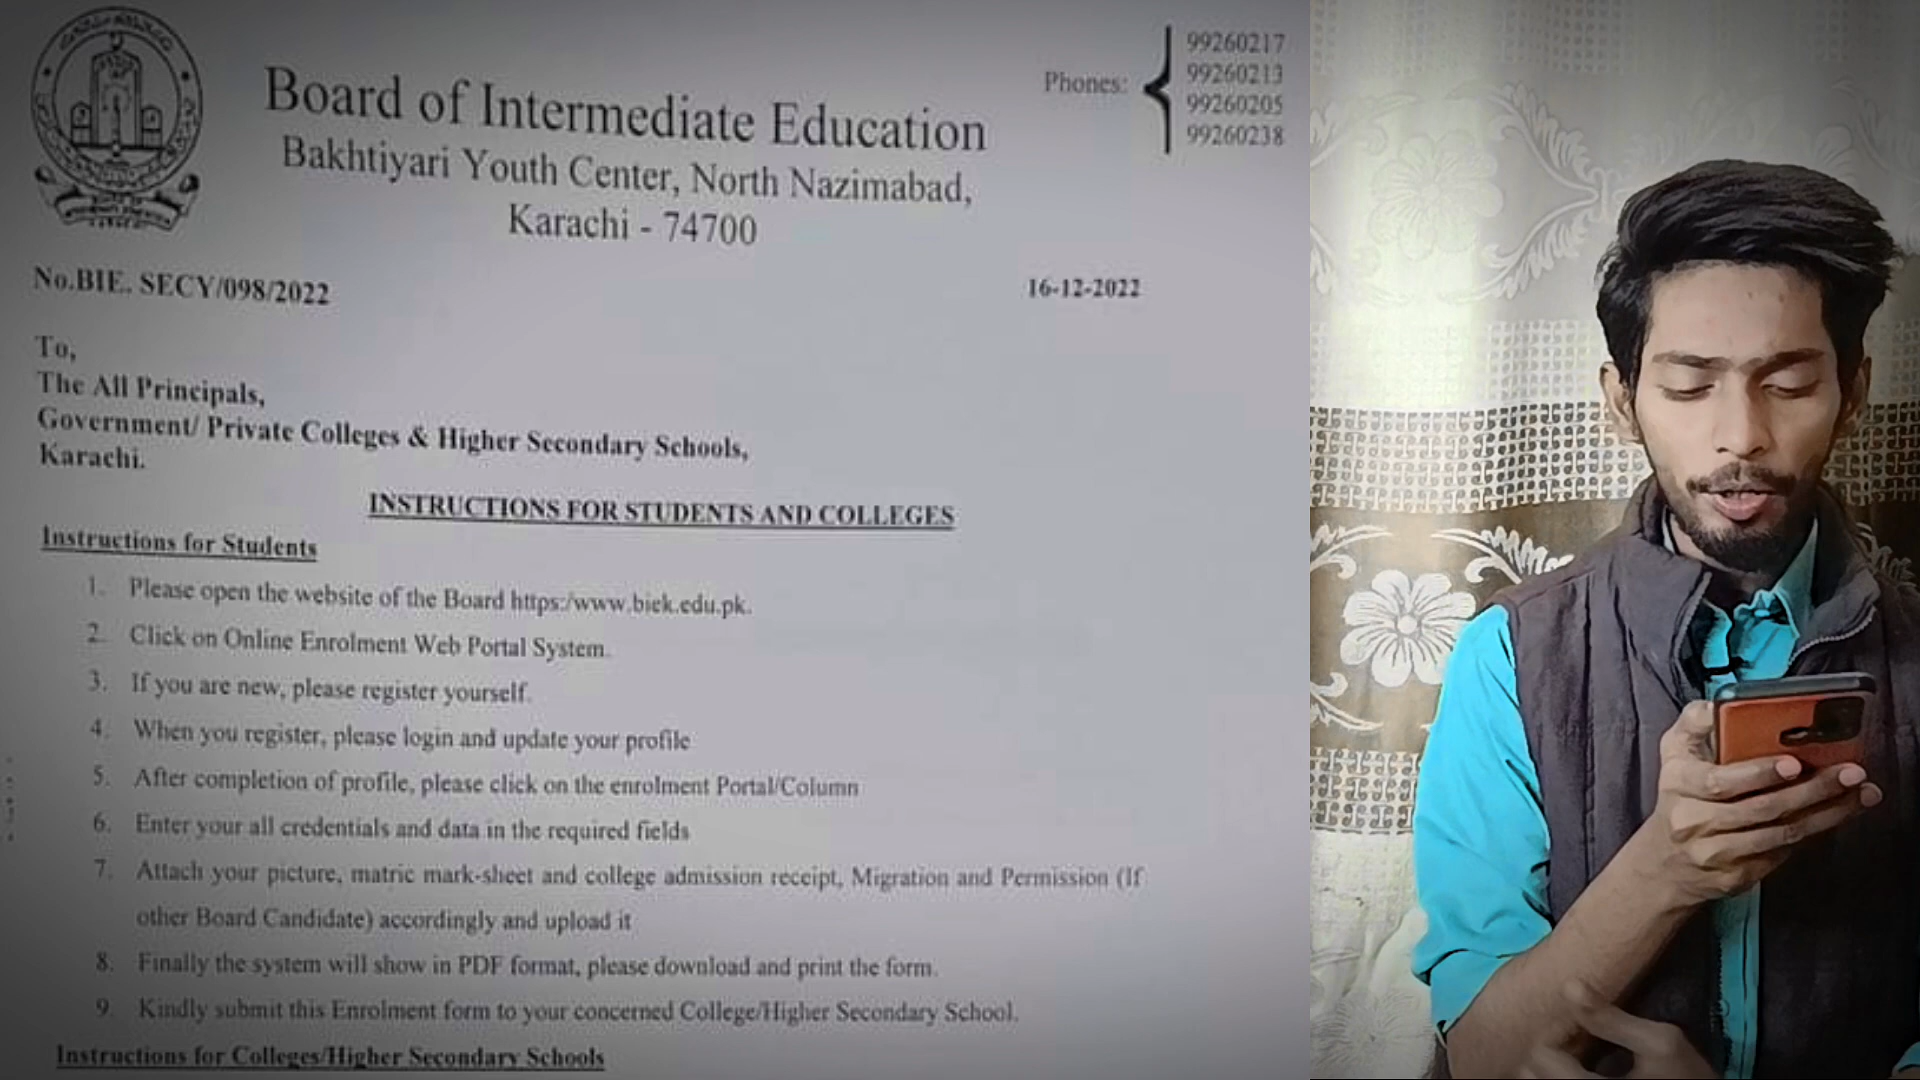 Board of Intermediate Education
Bakhtiyari Youth Center, North Nazimabad,
Karachi - 74700
Phones:
99260217
99260213
99260205
99260238
No.BIE. SECY/098/2022
16-12-2022
To,
The All Principals,
Government/ Private Colleges & Higher Secondary Schools,
Karachi.
INSTRUCTIONS FOR STUDENTS AND COLLEGES
Instructions for Students
1. Please open the website of the Board https:/www.biek.edu.pk.
2. Click on Online Enrolment Web Portal System.
3. If you are new, please register yourself.
4. When you register, please login and update your profile
5. After completion of profile, please click on the enrolment Portal/Column
6. Enter your all credentials and data in the required fields
7. Attach your picture, matric mark-sheet and college admission receipt, Migration and Permission (If
other Board Candidate) accordingly and upload it
8. Finally the system will show in PDF format, please download and print the form.
9. Kindly submit this Enrolment form to your concerned College/Higher Secondary School.
Instructions for Colleges/Higher Secondary Schools